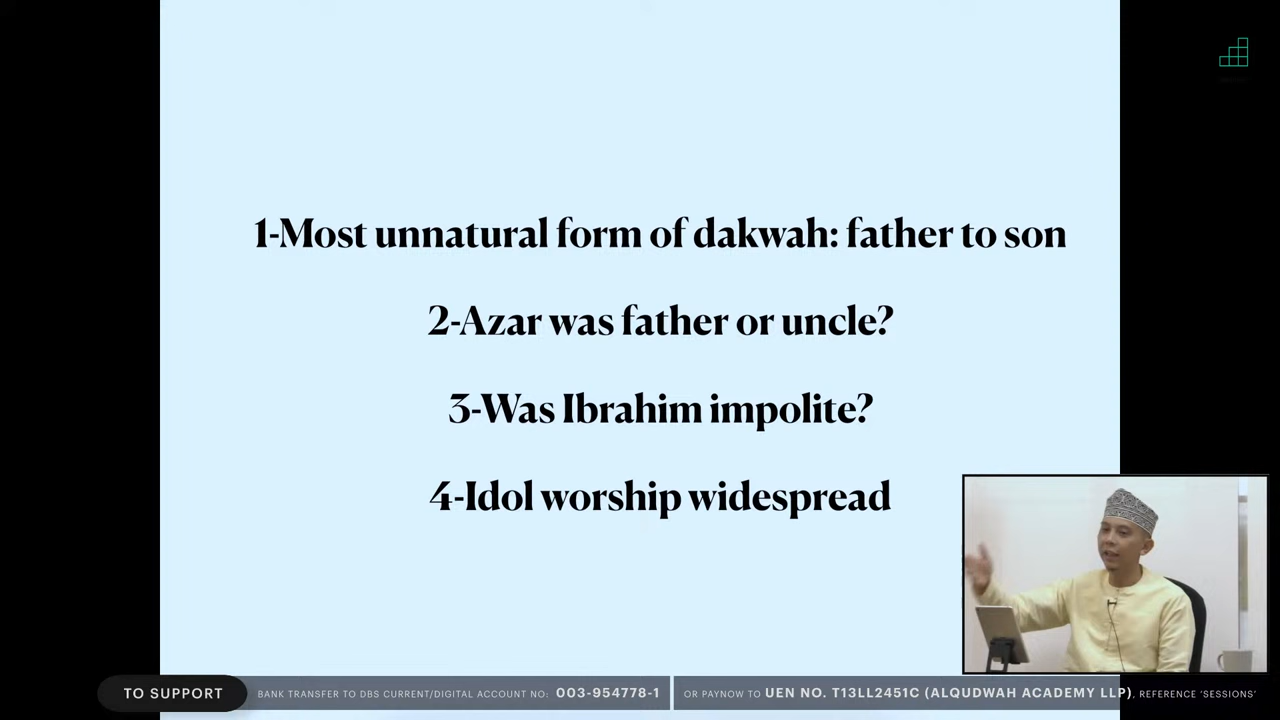 1-Most unnatural form of dakwah: father to son
2-Azar was father or uncle?
3-Was Ibrahim impolite?
4-Idol worship widespread
TO SUPPORT
BANK TRANSFER TO DBS CURRENT/DIGITAL ACCOUNT NO: 003-954778-1
OR PAYNOW TO UEN NO. T13LL2451C (ALQUDWAH ACADEMY LLP), REFERENCE 'SESSIONS'